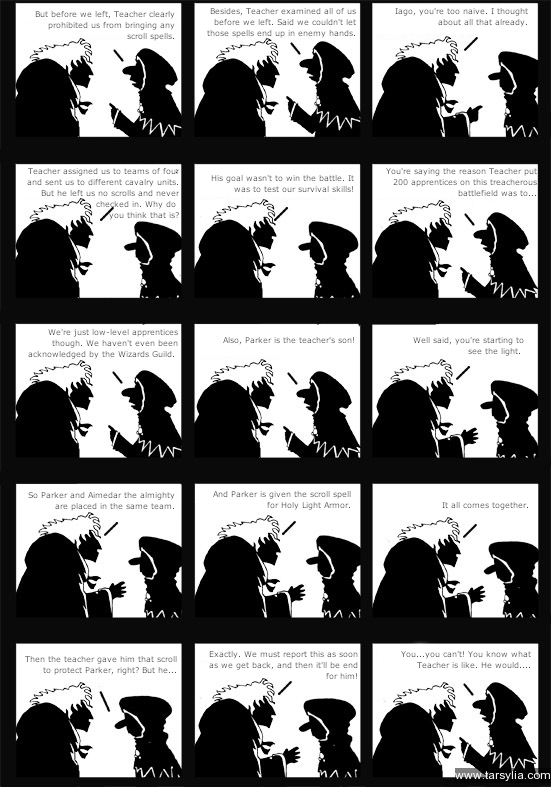 But before we left, Teacher clearly
prohibited us from bringing any
scroll spells.
Besides, Teacher examined all of us
before we left. Said we couldn't let
those spells end up in enemy hands.
Iago, you're too naive. I thought
about all that already.
Teacher assigned us to teams of four
and sent us to different cavalry units.
But he left us no scrolls and never
checked in. Why do
you think that is?
His goal wasn't to win the battle. It
was to test our survival skills!
You're saying the reason Teacher put
200 apprentices on this treacherous
battlefield was to...
We're just low-level apprentices
though. We haven't even been
acknowledged by the Wizards Guild.
Also, Parker is the teacher's son!
Well said, you're starting to
see the light.
So Parker and Aimedar the almighty
are placed in the same team.
And Parker is given the scroll spell
for Holy Light Armor.
It all comes together.
Then the teacher gave him that scroll
to protect Parker, right? But he...
Exactly. We must report this as soon
as we get back, and then it'll be end
for him!
You...you can't! You know what
Teacher is like. He would....
www.tarsylia.com